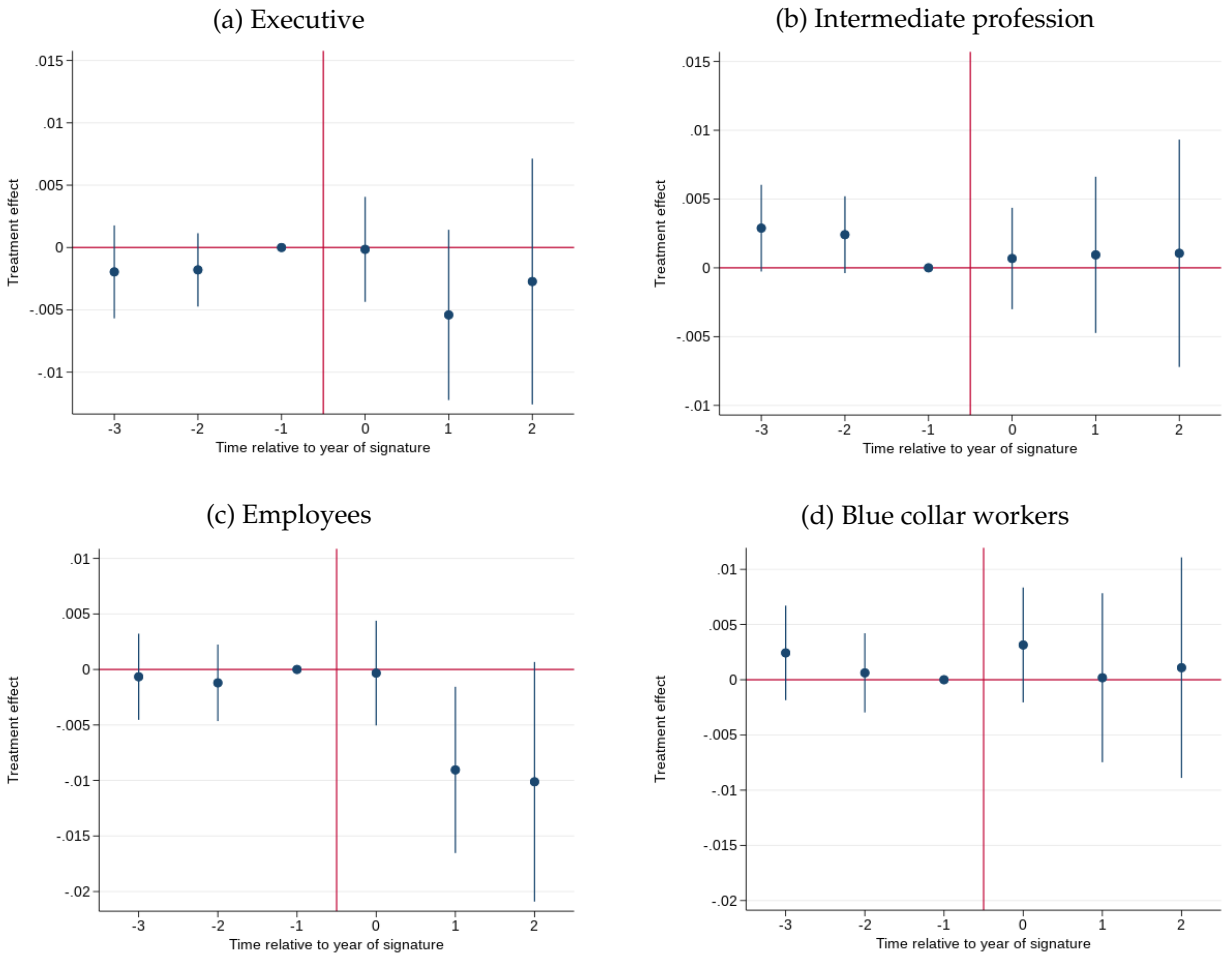 (a) Executive
.015
.01
.005
0
-.005
-.01
Treatment effect
-3 -2 -1 0 1 2
Time relative to year of signature
(b) Intermediate profession
.015
.01
.005
0
-.005
-.01
Treatment effect
-3 -2 -1 0 1 2
Time relative to year of signature
(c) Employees
.01
.005
0
-.005
-.01
-.015
-.02
Treatment effect
-3 -2 -1 0 1 2
Time relative to year of signature
(d) Blue collar workers
.01
.005
0
-.005
-.01
-.015
-.02
Treatment effect
-3 -2 -1 0 1 2
Time relative to year of signature